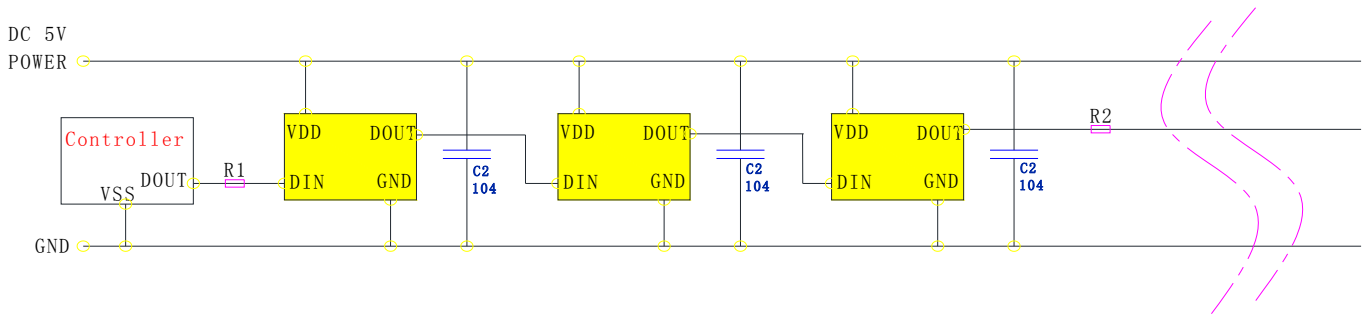 DC 5V
POWER
Controller
DOUT
VSS
GND
R1
VDD
DOUT
DIN
GND
C2
104
VDD
DOUT
DIN
GND
C2
104
VDD
DOUT
DIN
GND
C2
104
R2